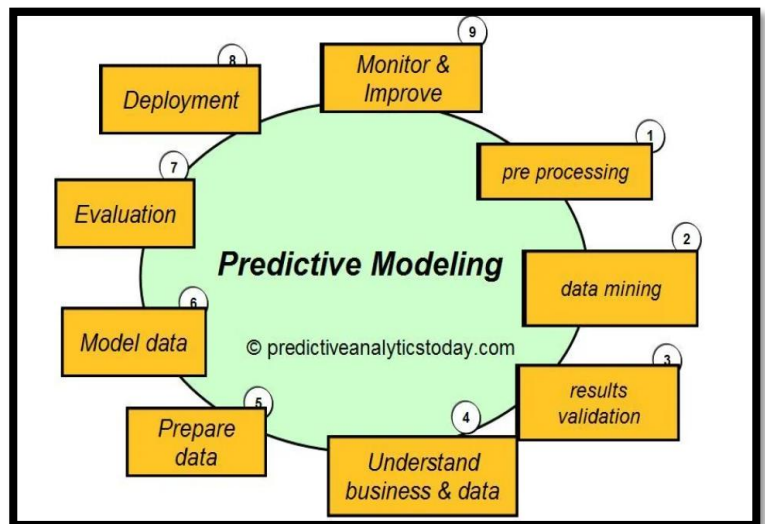 9
Monitor &
Improve
1
pre processing
2
data mining
3
results
validation
4
Understand
business & data
5
Prepare
data
6
Model data
7
Evaluation
8
Deployment
Predictive Modeling
© predictiveanalyticstoday.com